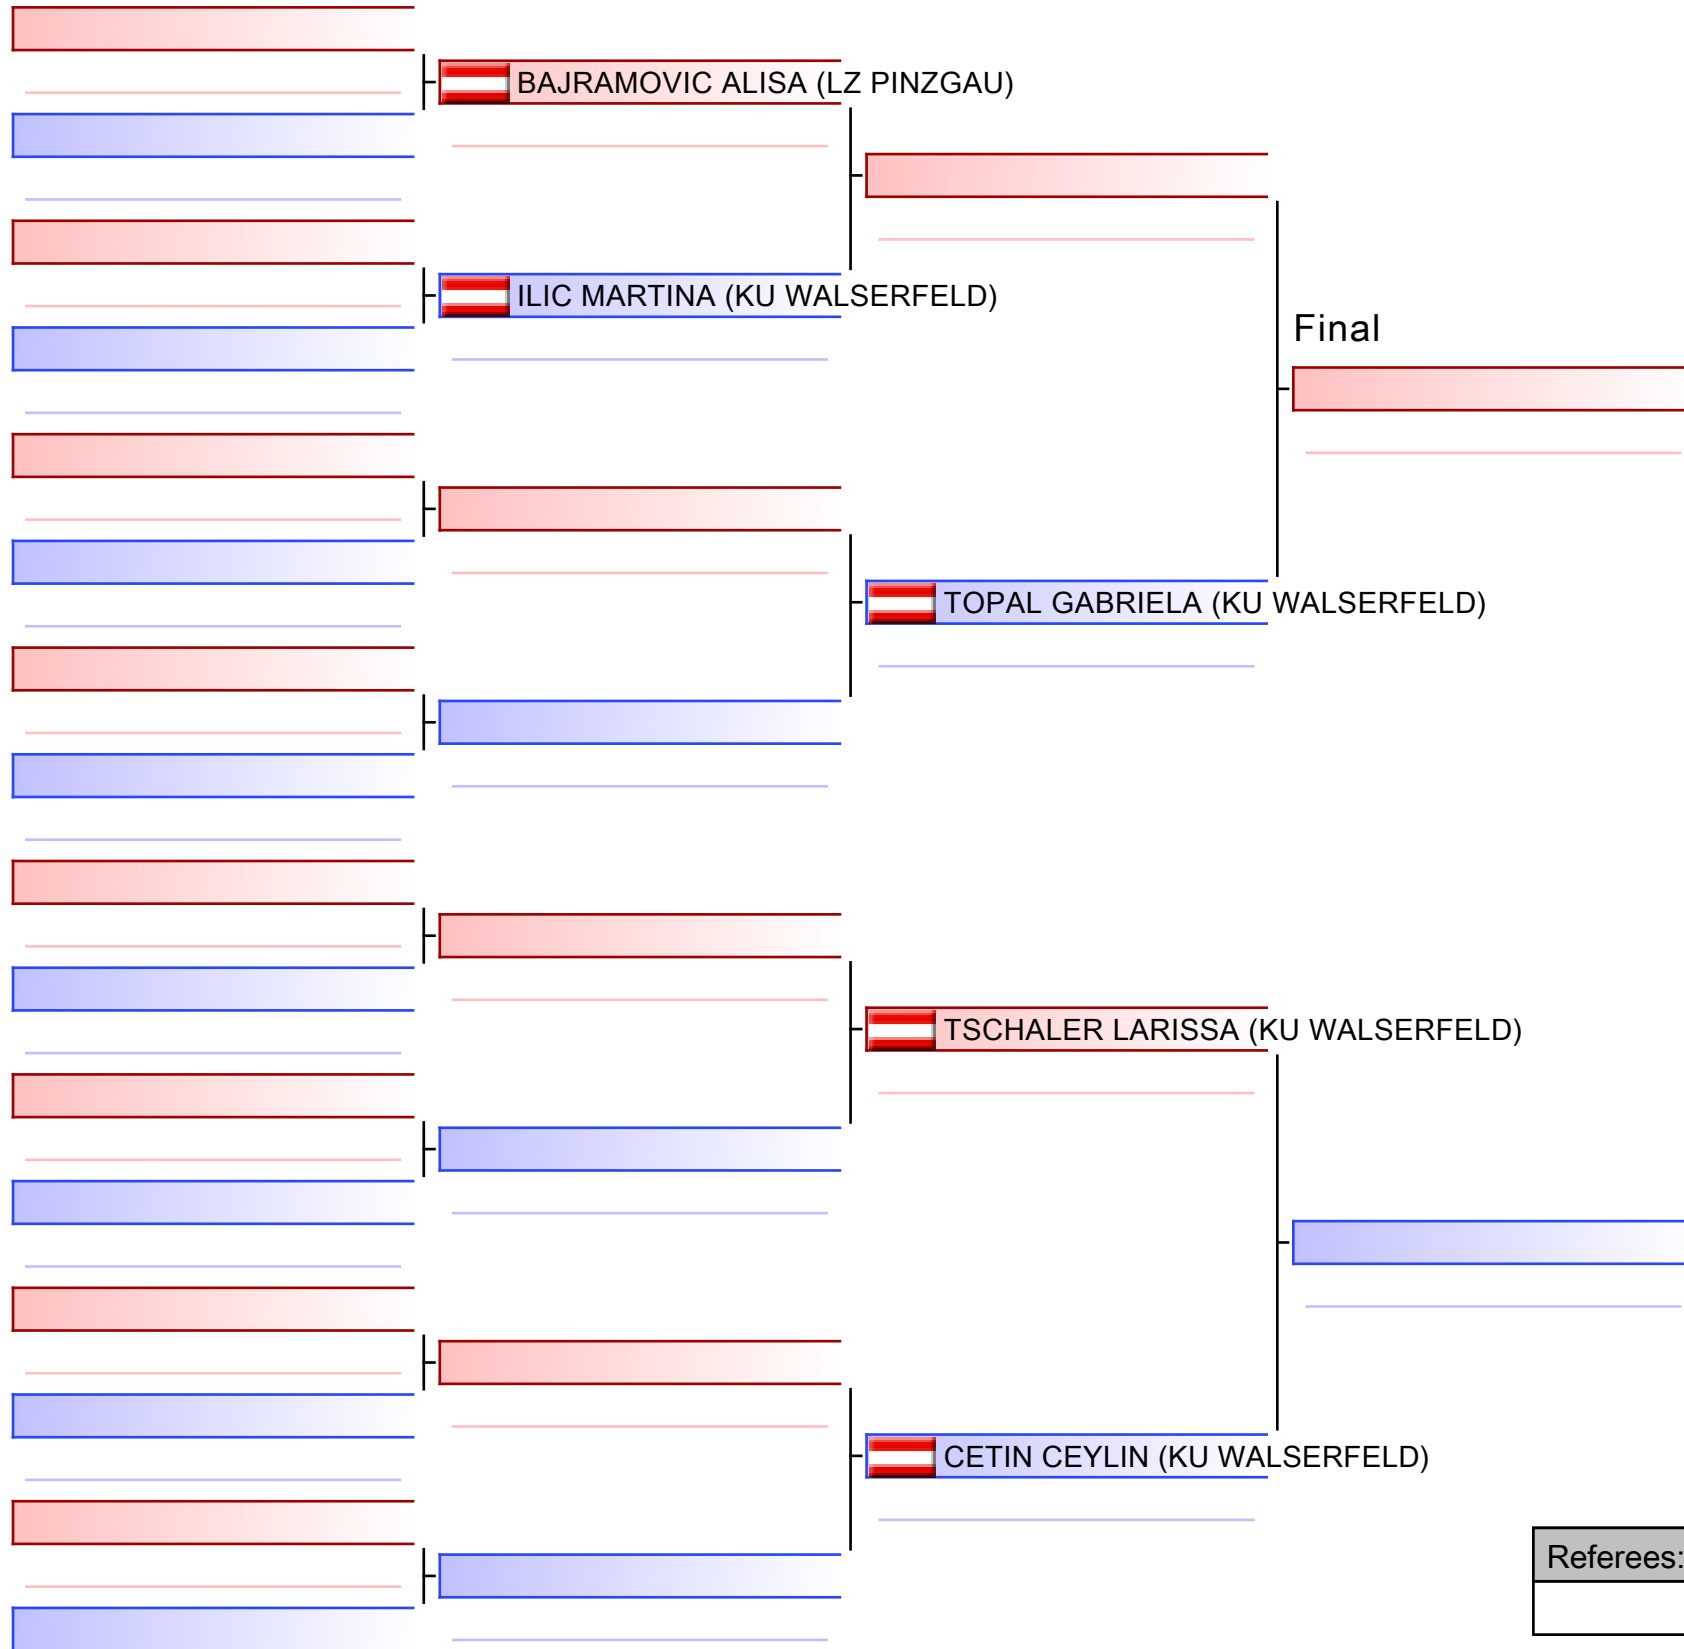 BAJRAMOVIC ALISA (LZ PINZGAU)
ILIC MARTINA (KU WALSERFELD)
Final
TOPAL GABRIELA (KU WALSERFELD)
TSCHALER LARISSA (KU WALSERFELD)
CETIN CEYLIN (KU WALSERFELD)
Referees: